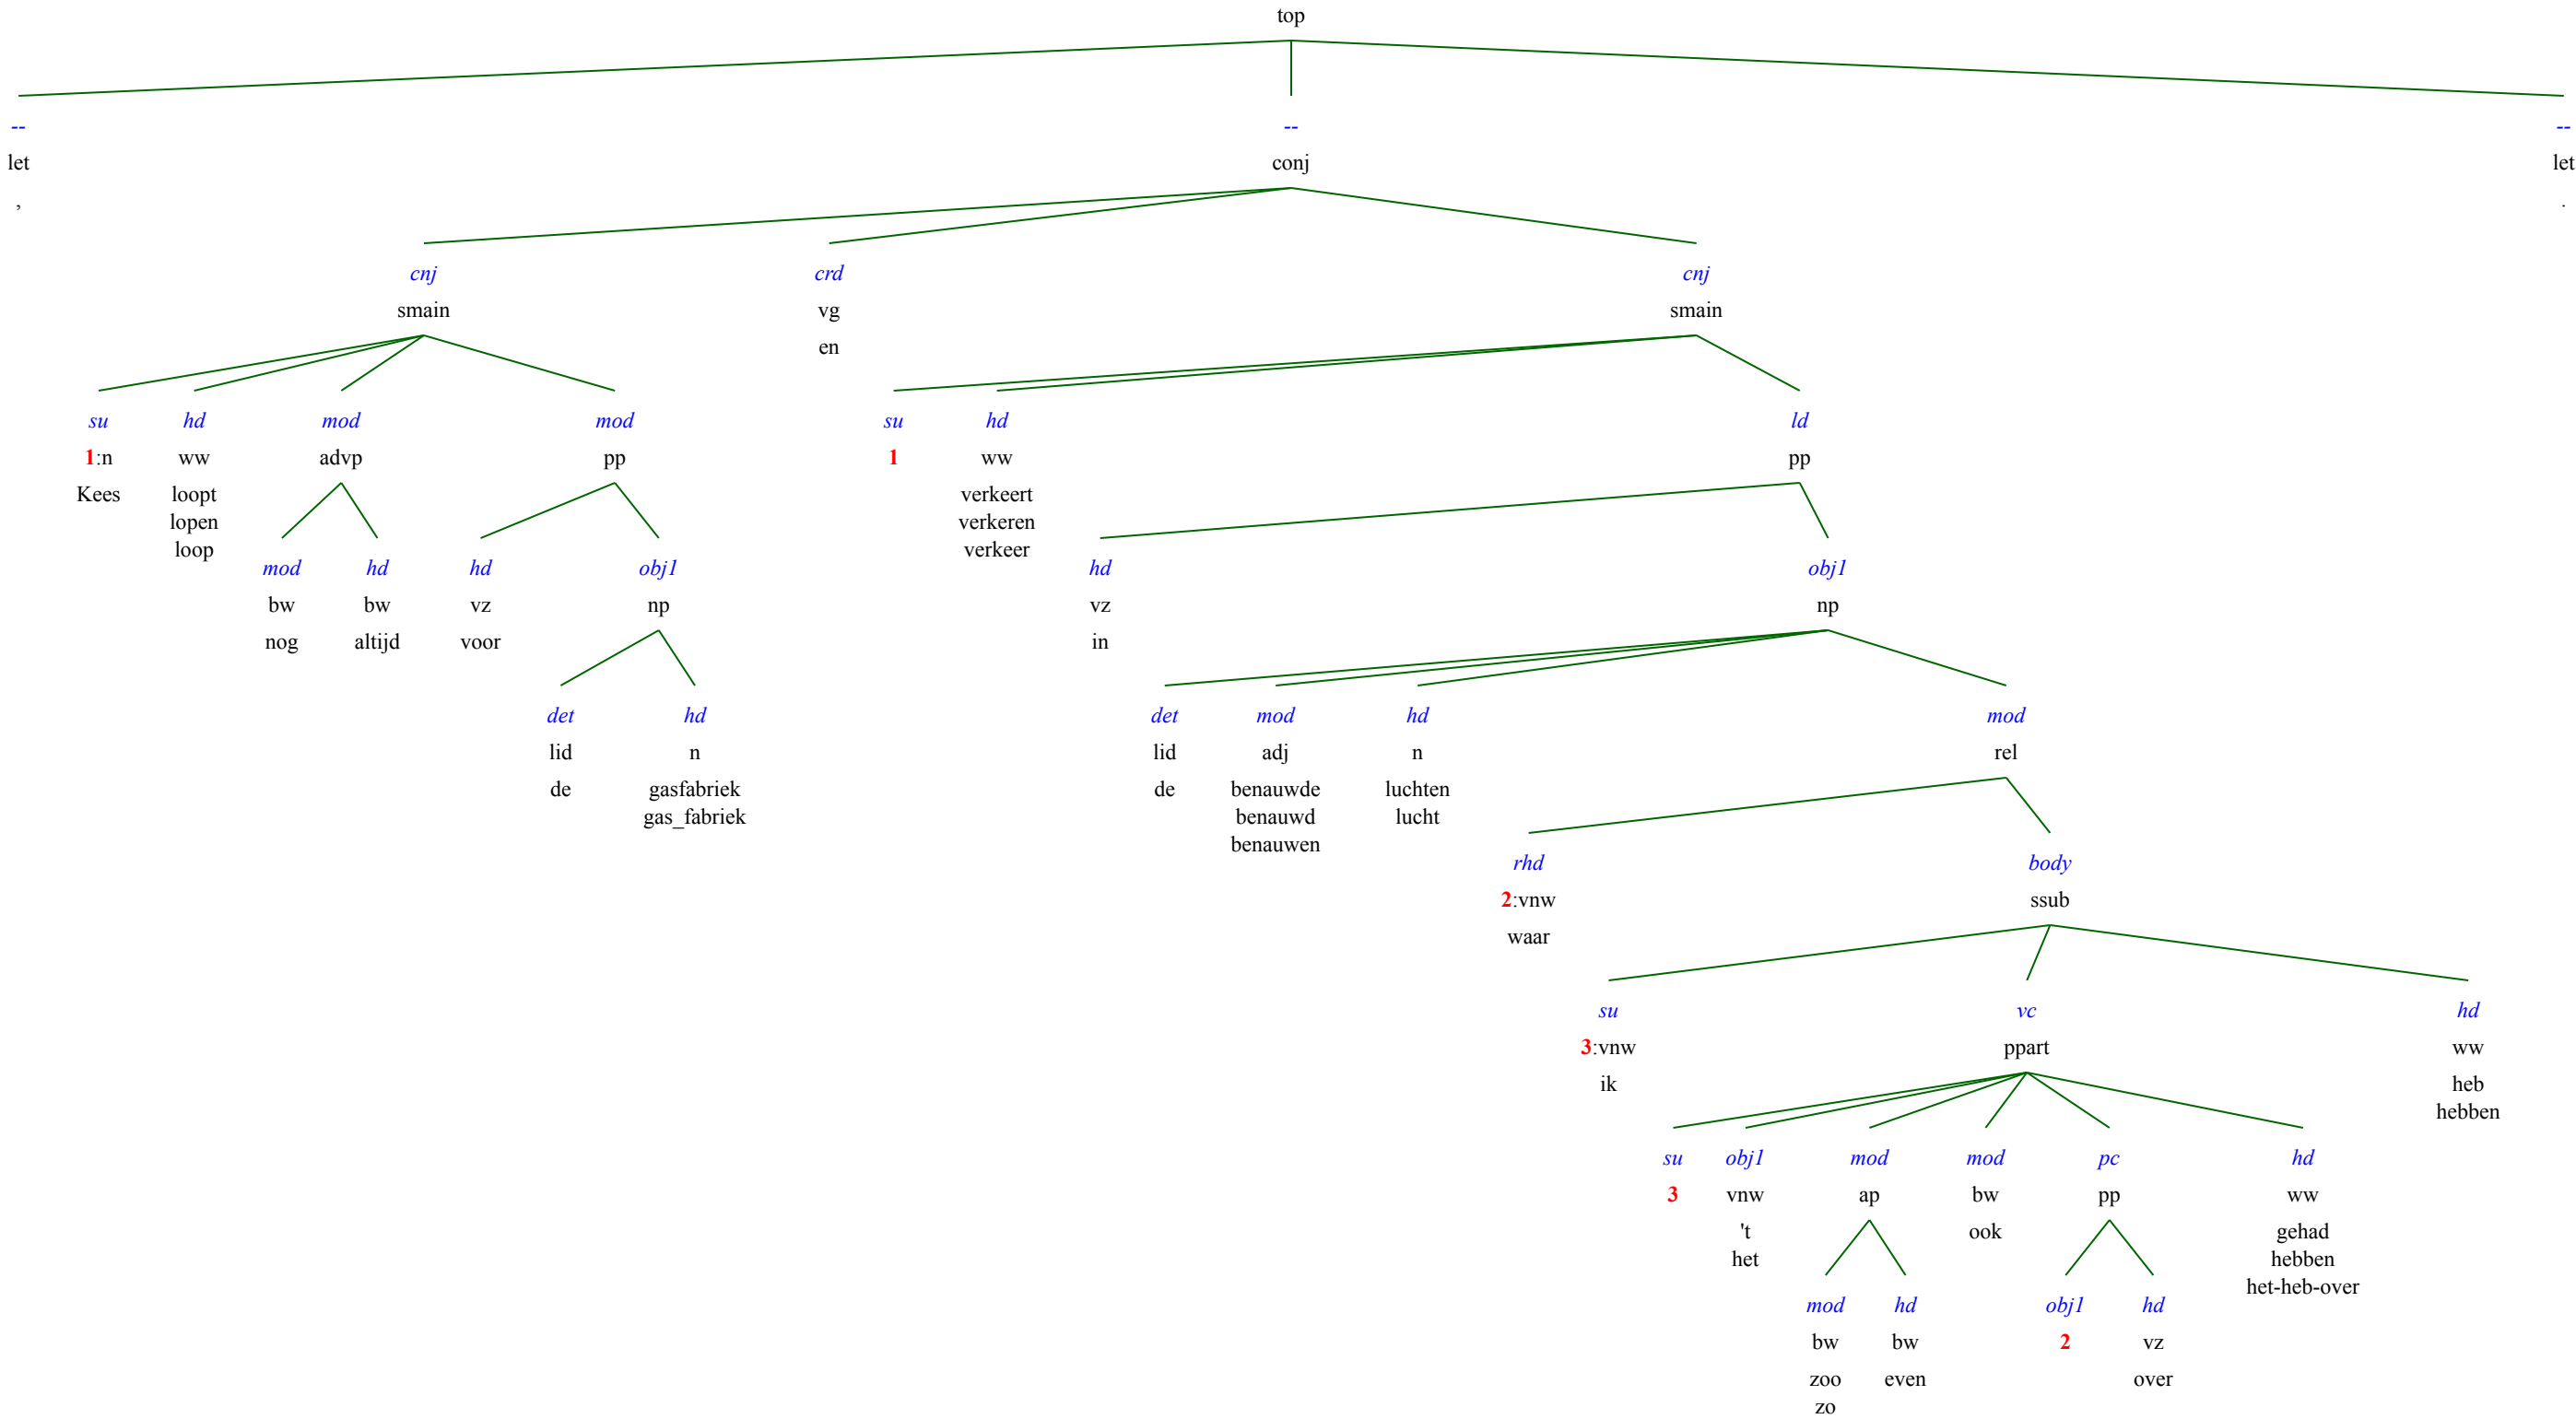 top
-- -- --
let conj let
, .
cnj crd cnj
smain vg smain
en
su hd mod mod su hd ld
1:n ww advp pp 1 ww pp
Kees loopt verkeert
lopen verkeren
loop verkeer
mod hd hd obj1 hd obj1
bw bw vz np vz np
nog altijd voor in
det hd det mod hd mod
lid n lid adj n rel
de gasfabriek de benauwde luchten
gas_fabriek benauwd lucht
benauwen
rhd body
2:vnw ssub
waar
su vc hd
3:vnw ppart ww
ik heb
hebben
su obj1 mod mod pc hd
3 vnw ap bw pp ww
't ook gehad
het hebben
het-heb-over
mod hd obj1 hd
bw bw 2 vz
zoo even over
zo